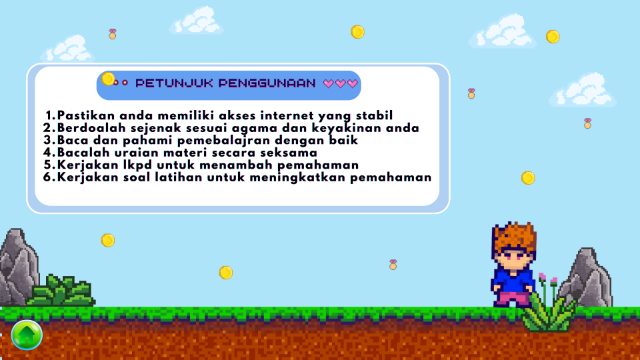 PETUNJUK PENGGUNAAN
1.Pastikan anda memiliki akses internet yang stabil
2.Berdoalah sejenak sesuai agama dan keyakinan anda
3.Baca dan pahami pemebalajran dengan baik
4.Bacalah uraian materi secara seksama
5.Kerjakan lkpd untuk menambah pemahaman
6.Kerjakan soal latihan untuk meningkatkan pemahaman